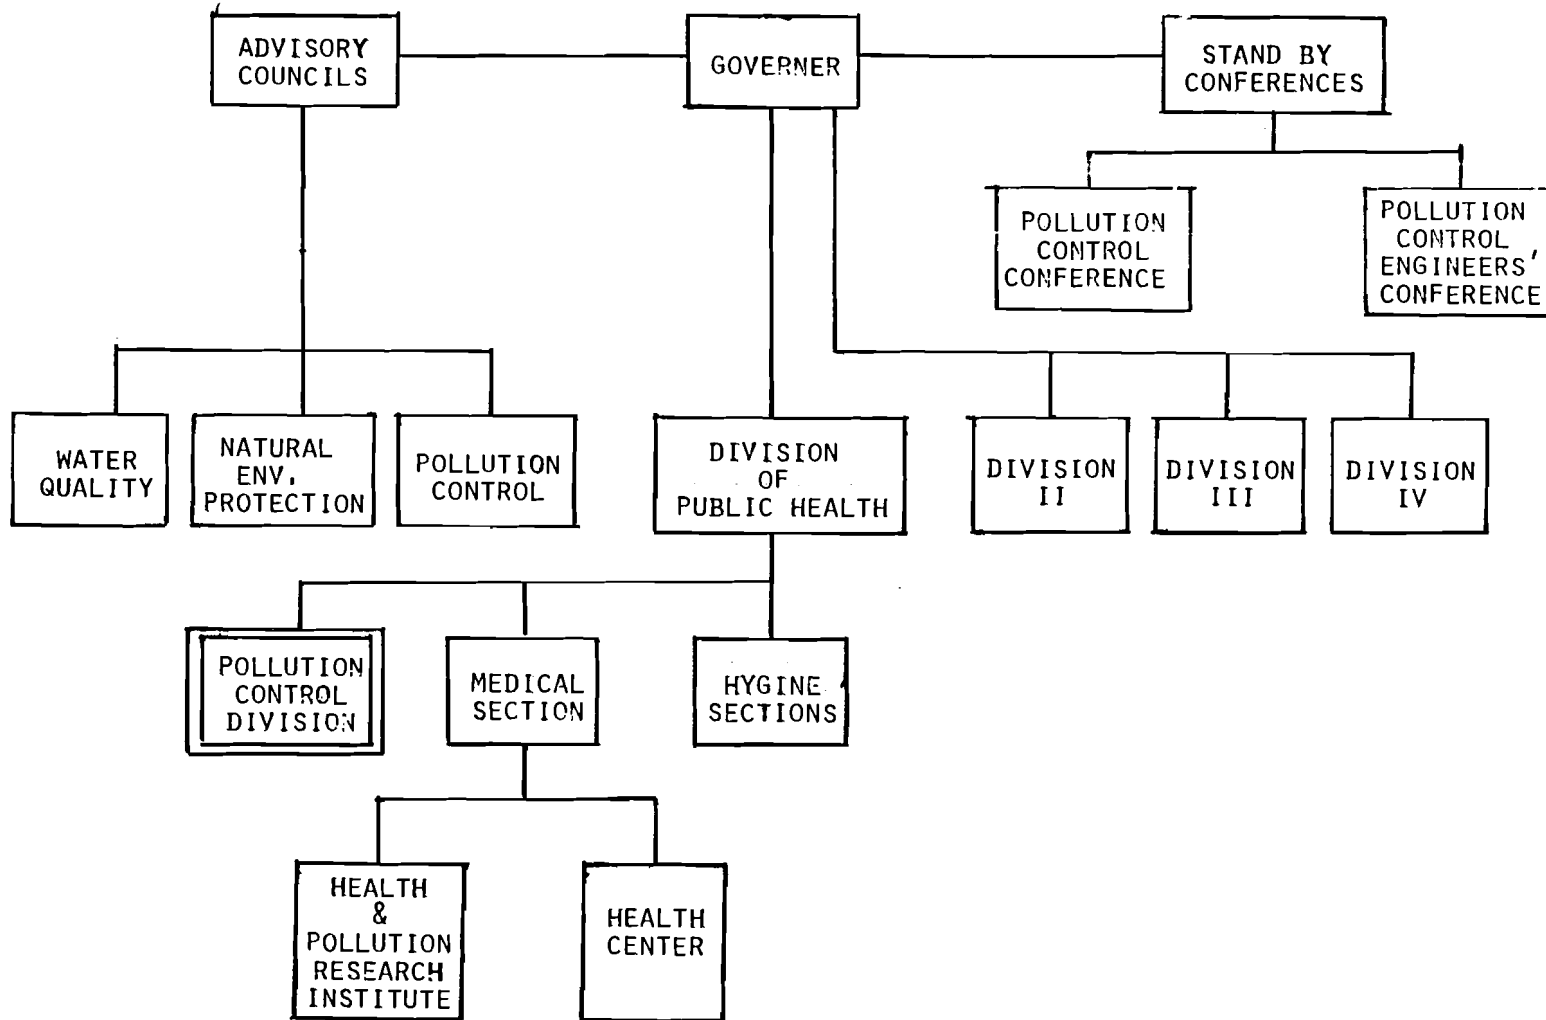 ADVISORY
COUNCILS
GOVERNER
STAND BY
CONFERENCES
POLLUTION
CONTROL
CONFERENCE
POLLUTION
CONTROL
ENGINEERS'
CONFERENCE
WATER
QUALITY
NATURAL
ENV.
PROTECTION
POLLUTION
CONTROL
DIVISION
OF
PUBLIC HEALTH
DIVISION
II
DIVISION
III
DIVISION
IV
POLLUTION
CONTROL
DIVISION
MEDICAL
SECTION
HYGINE
SECTIONS
HEALTH
&
POLLUTION
RESEARCH
INSTITUTE
HEALTH
CENTER